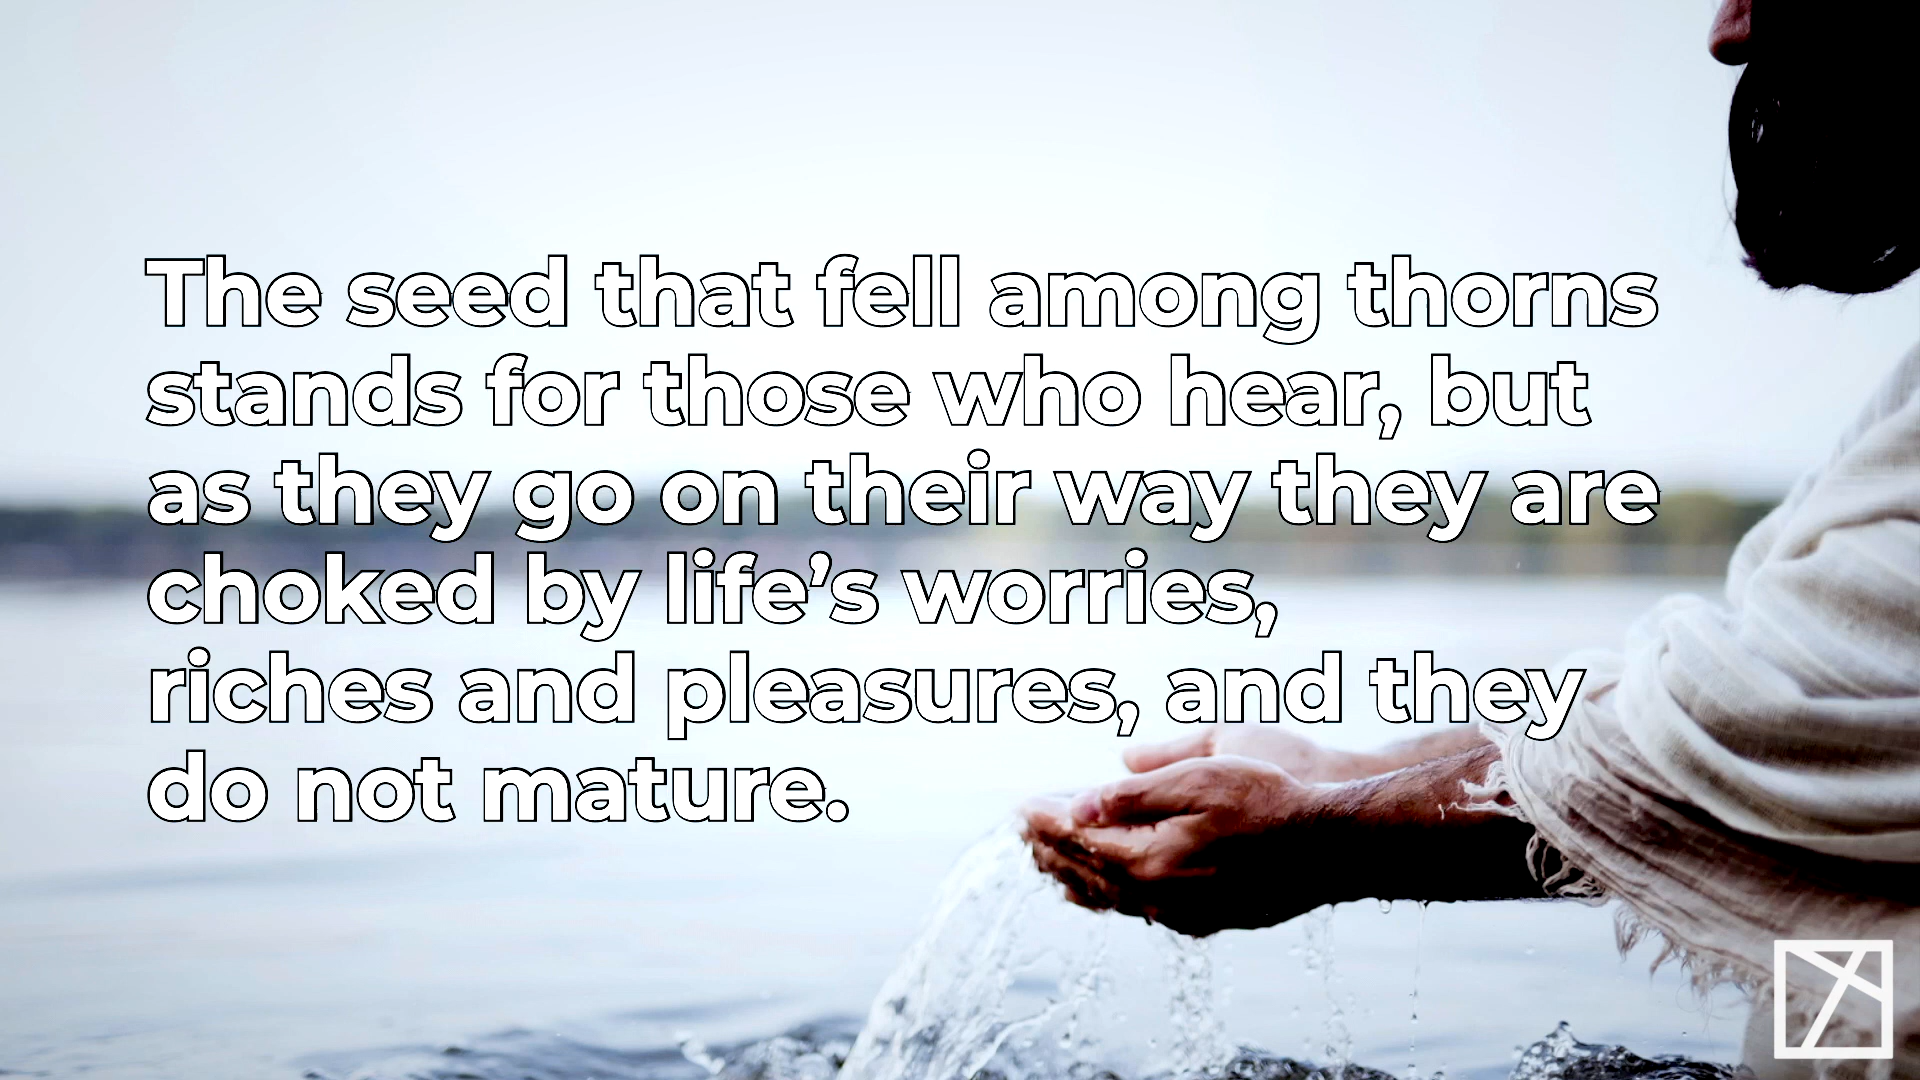 The seed that fell among thorns
stands for those who hear, but
as they go on their way they are
choked by life’s worries,
riches and pleasures, and they
do not mature.